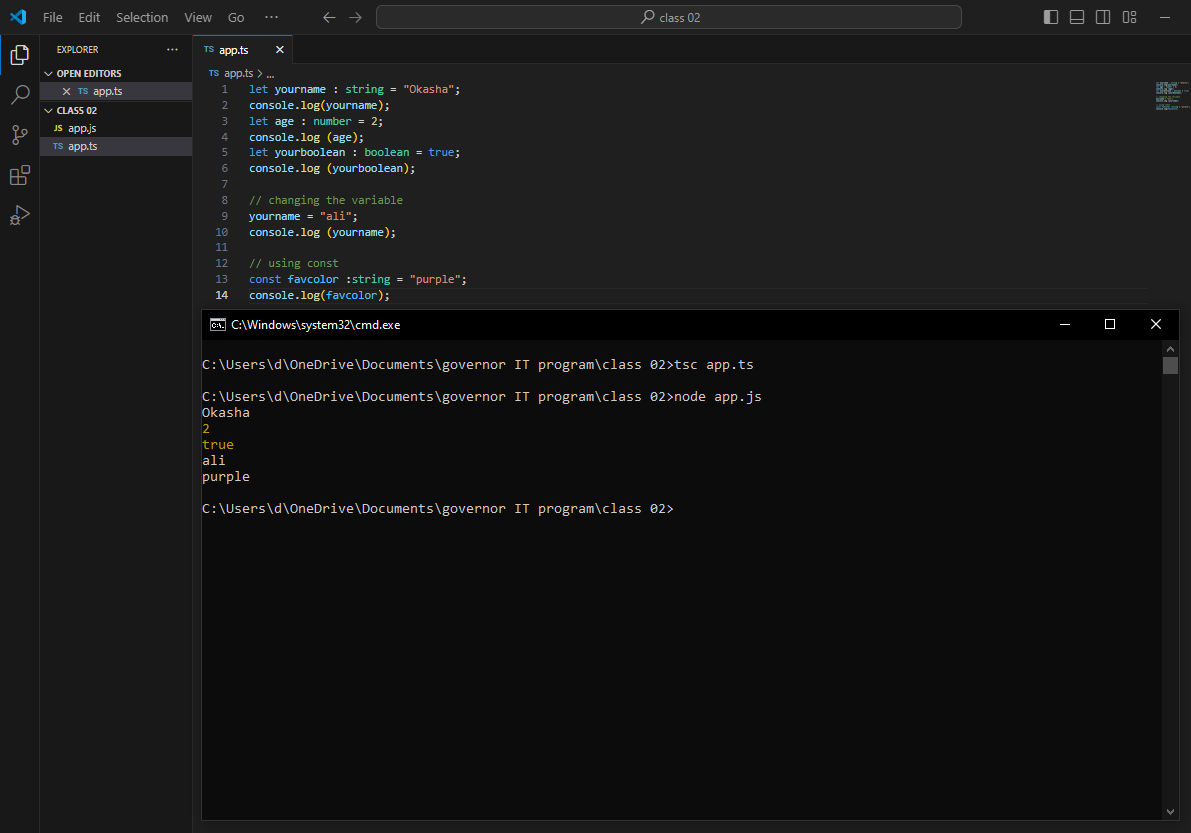 File Edit Selection View Go ··· class 02
EXPLORER ···
OPEN EDITORS
TS app.ts
CLASS 02
JS app.js
TS app.ts
TS app.ts
TS app.ts > ...
1 let yourname : string = "Okasha";
2 console.log(yourname);
3 let age : number = 2;
4 console.log (age);
5 let yourboolean : boolean = true;
6 console.log (yourboolean);
7
8 // changing the variable
9 yourname = "ali";
10 console.log (yourname);
11
12 // using const
13 const favcolor :string = "purple";
14 console.log(favcolor);
C:\Windows\system32\cmd.exe
C:\Users\d\OneDrive\Documents\governor IT program\class 02>tsc app.ts
C:\Users\d\OneDrive\Documents\governor IT program\class 02>node app.js
Okasha
2
true
ali
purple
C:\Users\d\OneDrive\Documents\governor IT program\class 02>